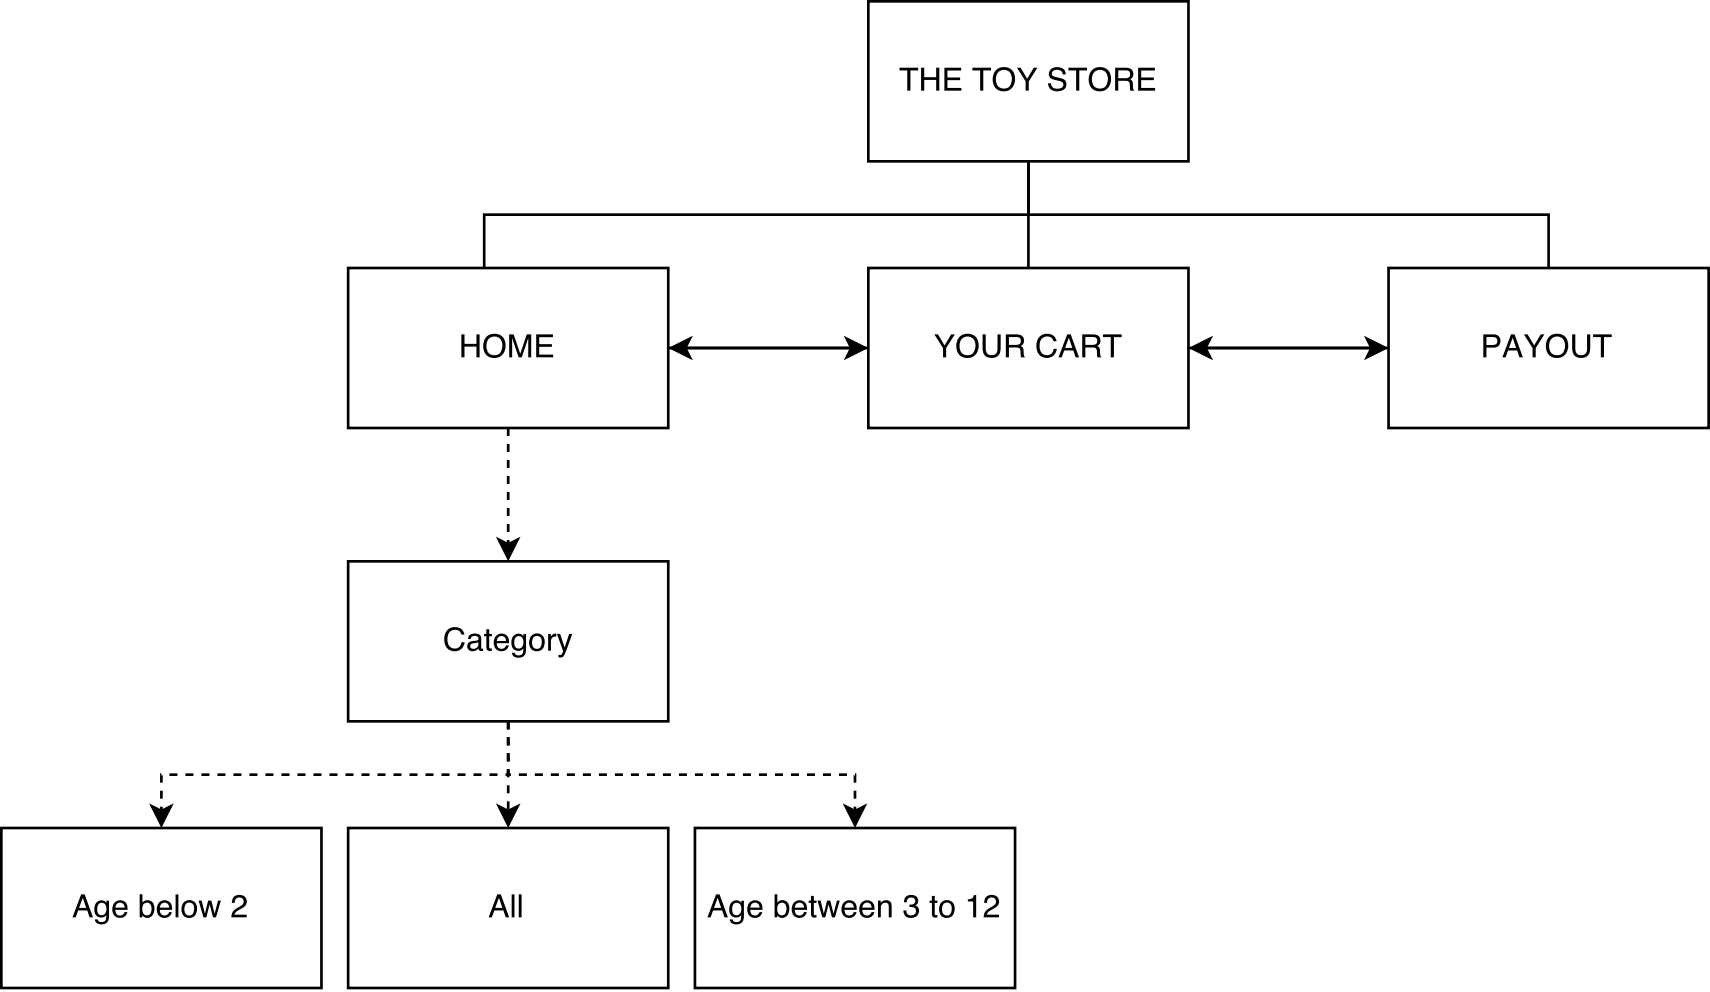 THE TOY STORE
HOME
YOUR CART
PAYOUT
Category
Age below 2
All
Age between 3 to 12